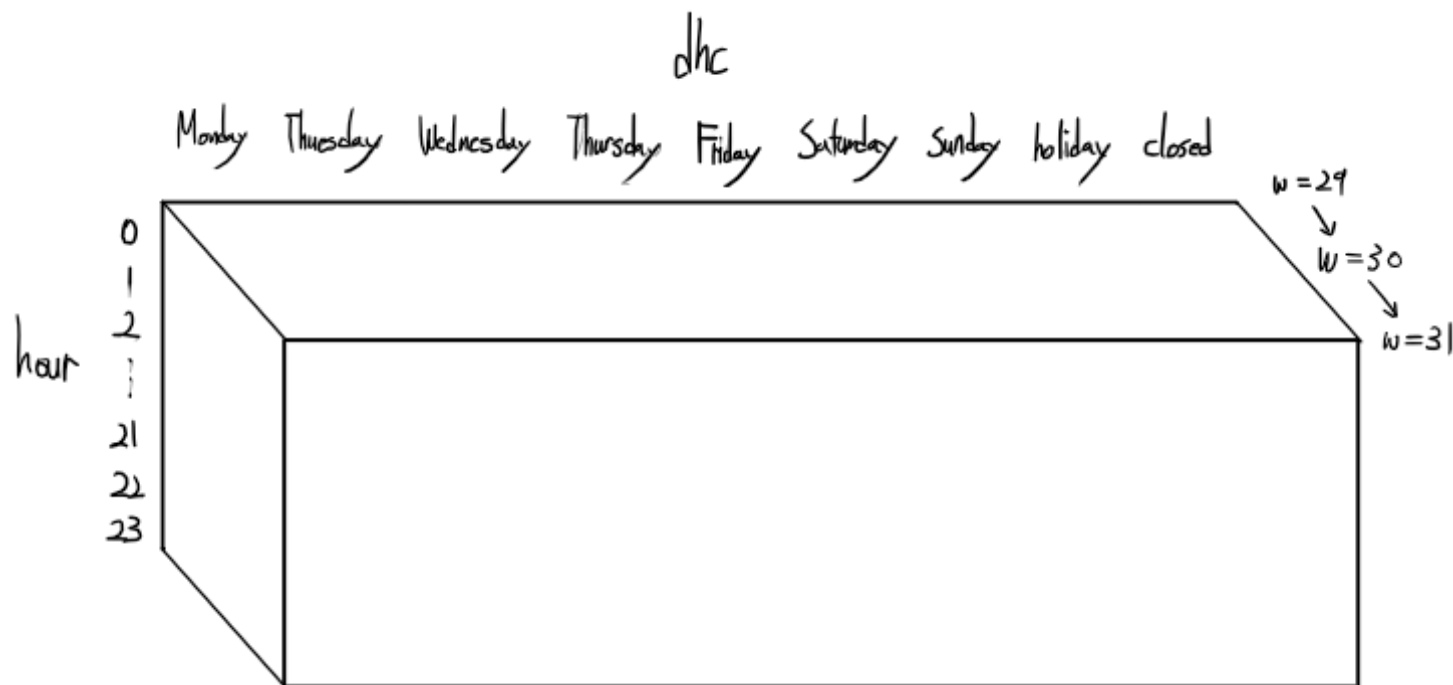 dhc
Monday Thuesday Wednesday Thursday Friday Saturday Sunday holiday closed
w=29
w=30
w=31
hour
0
1
2
21
22
23